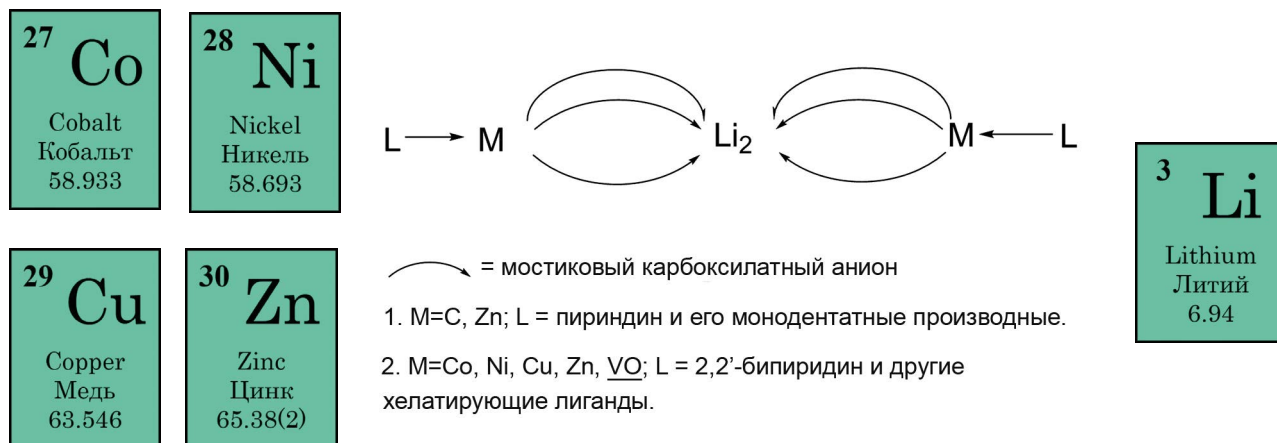 27
Co
Cobalt
Кобальт
58.933
28
Ni
Nickel
Никель
58.693
L M Li2 M L
3
Li
Lithium
Литий
6.94
29
Cu
Copper
Медь
63.546
30
Zn
Zinc
Цинк
65.38(2)
= мостиковый карбоксилатный анион
1. M=C, Zn; L = пириндин и его монодентатные производные.
2. M=Co, Ni, Cu, Zn, VO; L = 2,2’-бипиридин и другие
хелатирующие лиганды.